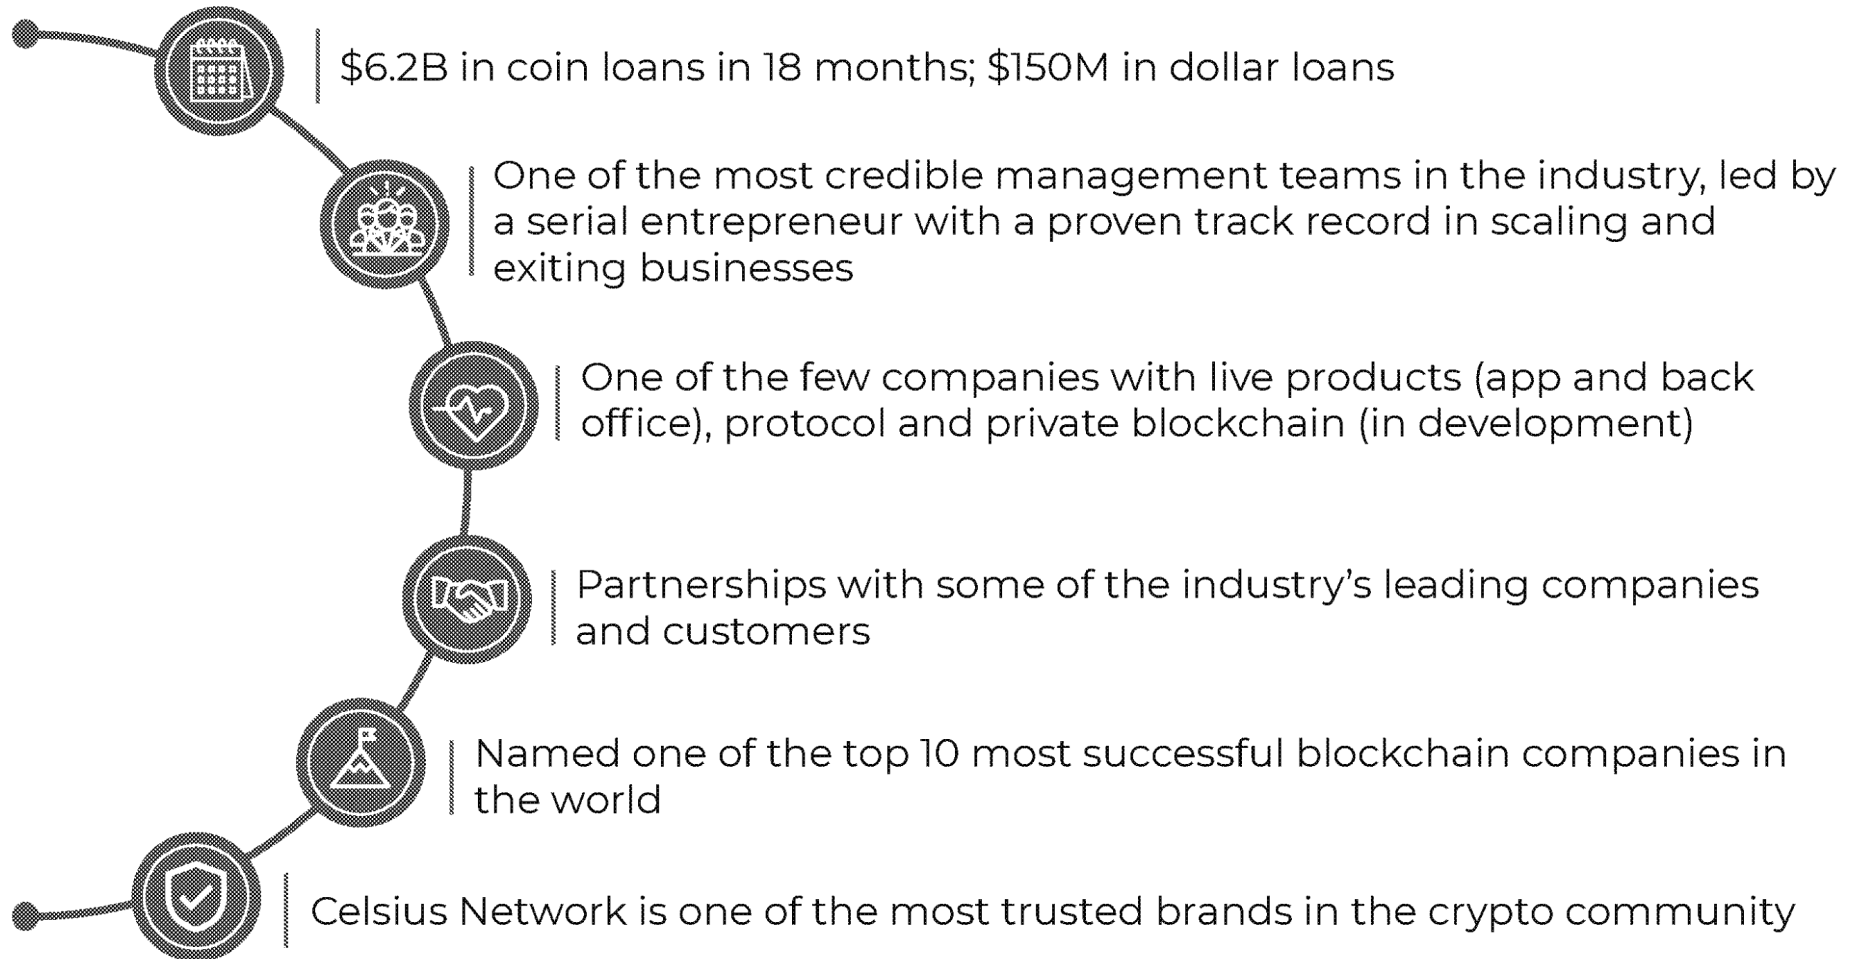 $6.2B in coin loans in 18 months; $150M in dollar loans
One of the most credible management teams in the industry, led by
a serial entrepreneur with a proven track record in scaling and
exiting businesses
One of the few companies with live products (app and back
office), protocol and private blockchain (in development)
Partnerships with some of the industry’s leading companies
and customers
Named one of the top 10 most successful blockchain companies in
the world
Celsius Network is one of the most trusted brands in the crypto community